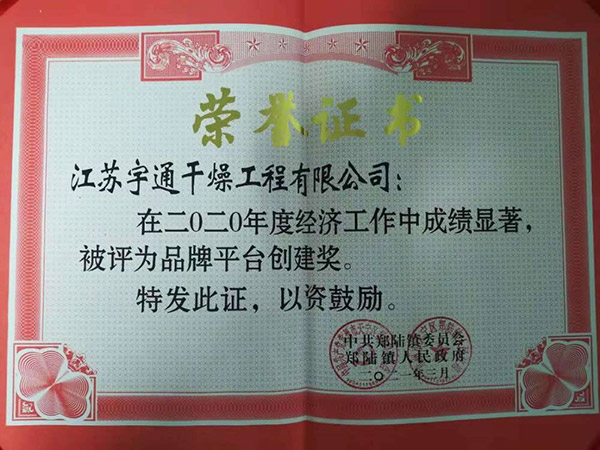 荣誉证书
江苏宇通干燥工程有限公司：
在二〇二〇年度经济工作中成绩显著，
被评为品牌平台创建奖。
特发此证，以资鼓励。
中共郑陆镇委员会
郑陆镇人民政府
二〇二一年三月